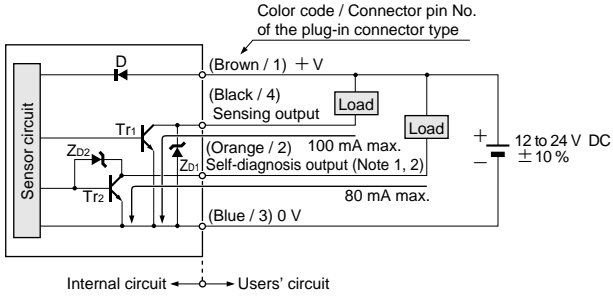 Color code / Connector pin No.
of the plug-in connector type
D
(Brown / 1) +V
(Black / 4)
Sensing output
Load
Load
Sensor circuit
Tr1
ZD2
ZD1
(Orange / 2)
100 mA max.
Self-diagnosis output (Note 1, 2)
Tr2
80 mA max.
+
−
12 to 24 V DC
±10 %
(Blue / 3) 0 V
Internal circuit
Users' circuit